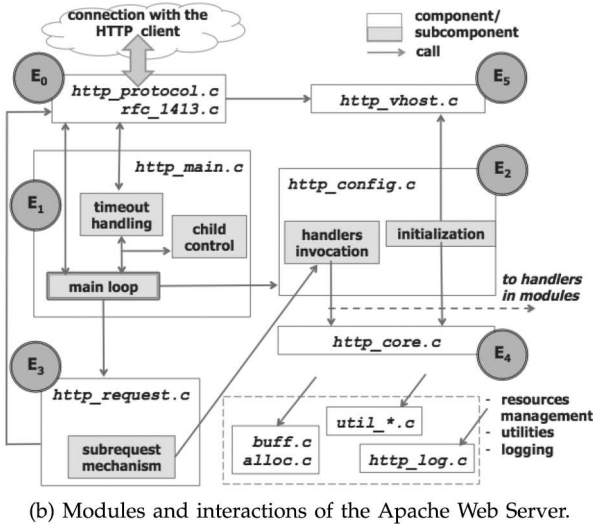 connection with the
HTTP client
component/
subcomponent
call
E0
http_protocol.c
rfc_1413.c
http_vhost.c
E5
http_main.c
E1
timeout
handling
child
control
main loop
E2
http_config.c
handlers
invocation
initialization
to handlers
in modules
http_core.c
E4
E3
http_request.c
subrequest
mechanism
buff.c
alloc.c
util_*.c
http_log.c
- resources
management
- utilities
- logging
(b) Modules and interactions of the Apache Web Server.